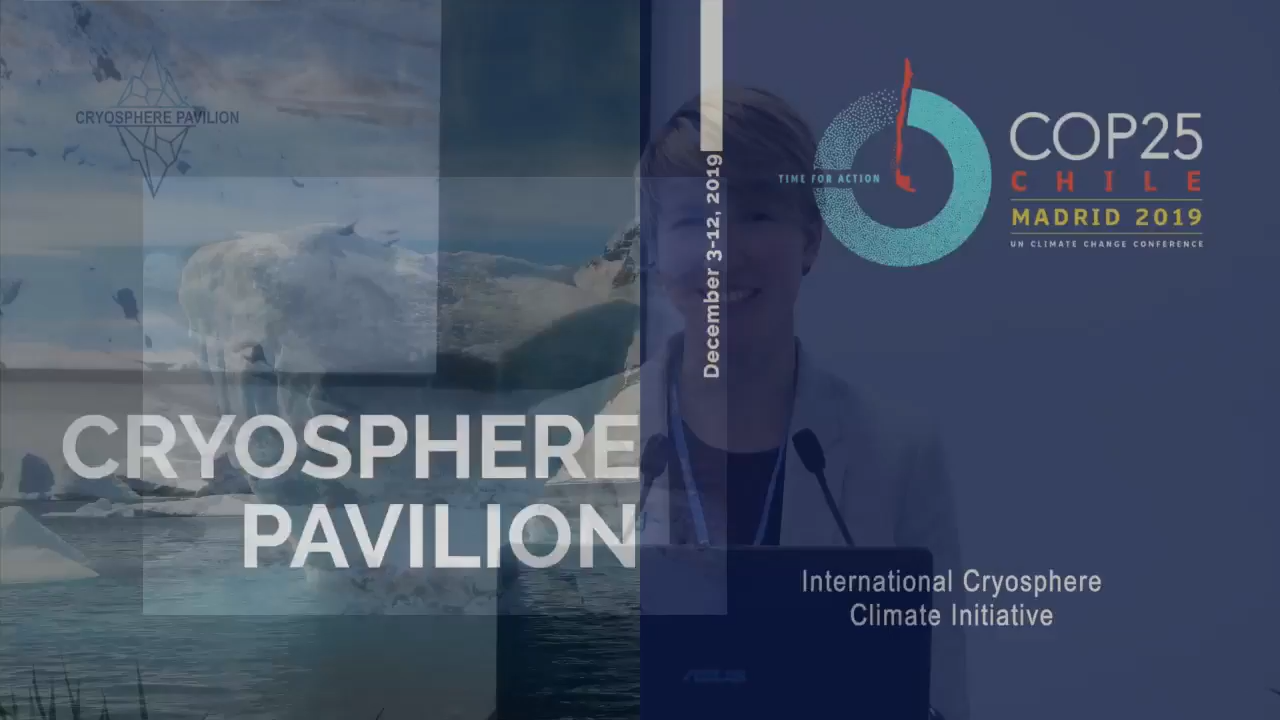 CRYOSPHERE PAVILION
CRYOSPHERE
PAVILION
December 3-12, 2019
TIME FOR ACTION
COP25
CHILE
MADRID 2019
UN CLIMATE CHANGE CONFERENCE
International Cryosphere
Climate Initiative
ASUS